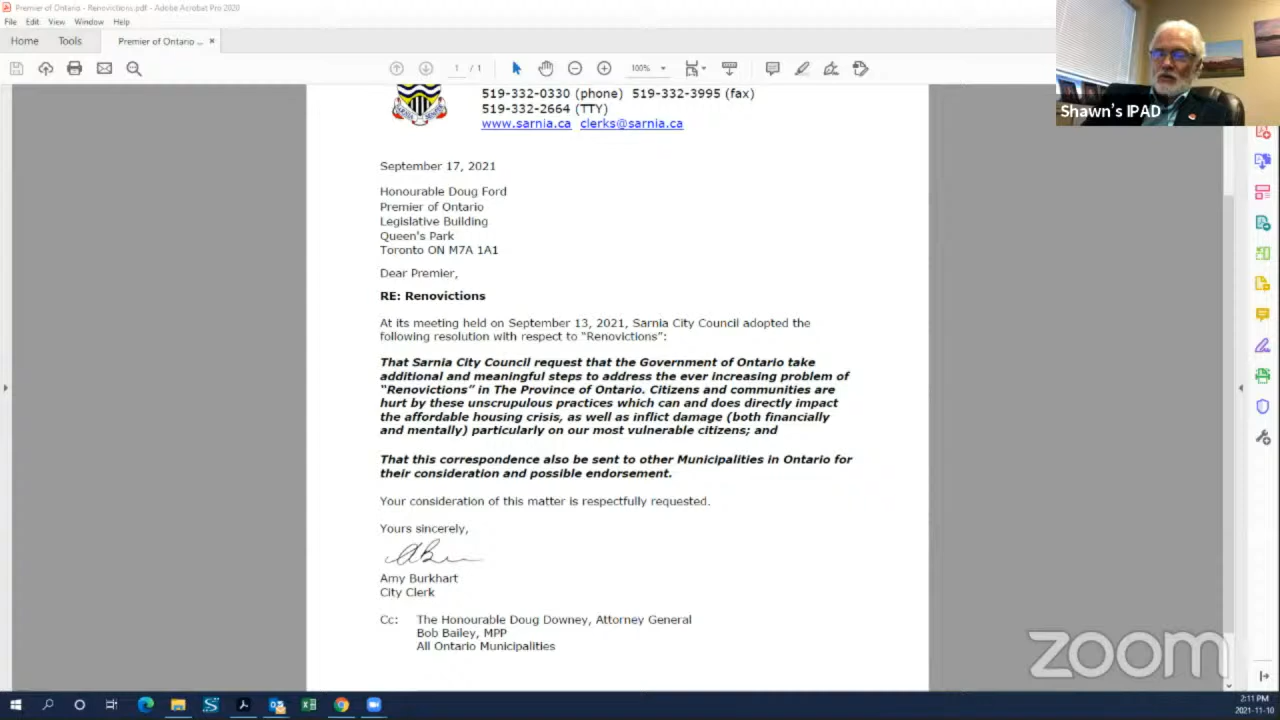 Premier of Ontario - Renovictions.pdf - Adobe Acrobat Pro 2020
File Edit View Window Help
Home Tools Premier of Ontario ... ×
1 / 1 100%
Shawn's IPAD
519-332-0330 (phone) 519-332-3995 (fax)
519-332-2664 (TTY)
www.sarnia.ca clerks@sarnia.ca
September 17, 2021
Honourable Doug Ford
Premier of Ontario
Legislative Building
Queen's Park
Toronto ON M7A 1A1
Dear Premier,
RE: Renovictions
At its meeting held on September 13, 2021, Sarnia City Council adopted the
following resolution with respect to "Renovictions":
That Sarnia City Council request that the Government of Ontario take
additional and meaningful steps to address the ever increasing problem of
"Renovictions" in The Province of Ontario. Citizens and communities are
hurt by these unscrupulous practices which can and does directly impact
the affordable housing crisis, as well as inflict damage (both financially
and mentally) particularly on our most vulnerable citizens; and
That this correspondence also be sent to other Municipalities in Ontario for
their consideration and possible endorsement.
Your consideration of this matter is respectfully requested.
Yours sincerely,
Amy Burkhart
City Clerk
Cc: The Honourable Doug Downey, Attorney General
Bob Bailey, MPP
All Ontario Municipalities
zoom
2:11 PM
2021-11-10